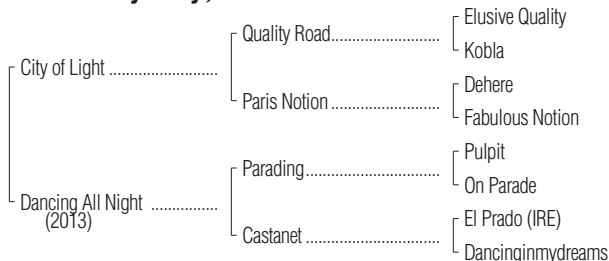 Elusive Quality
Quality Road
Kobla
City of Light
Dehere
Paris Notion
Fabulous Notion
Pulpit
Parading
On Parade
Dancing All Night
(2013)
El Prado (IRE)
Castanet
Dancinginmydreams